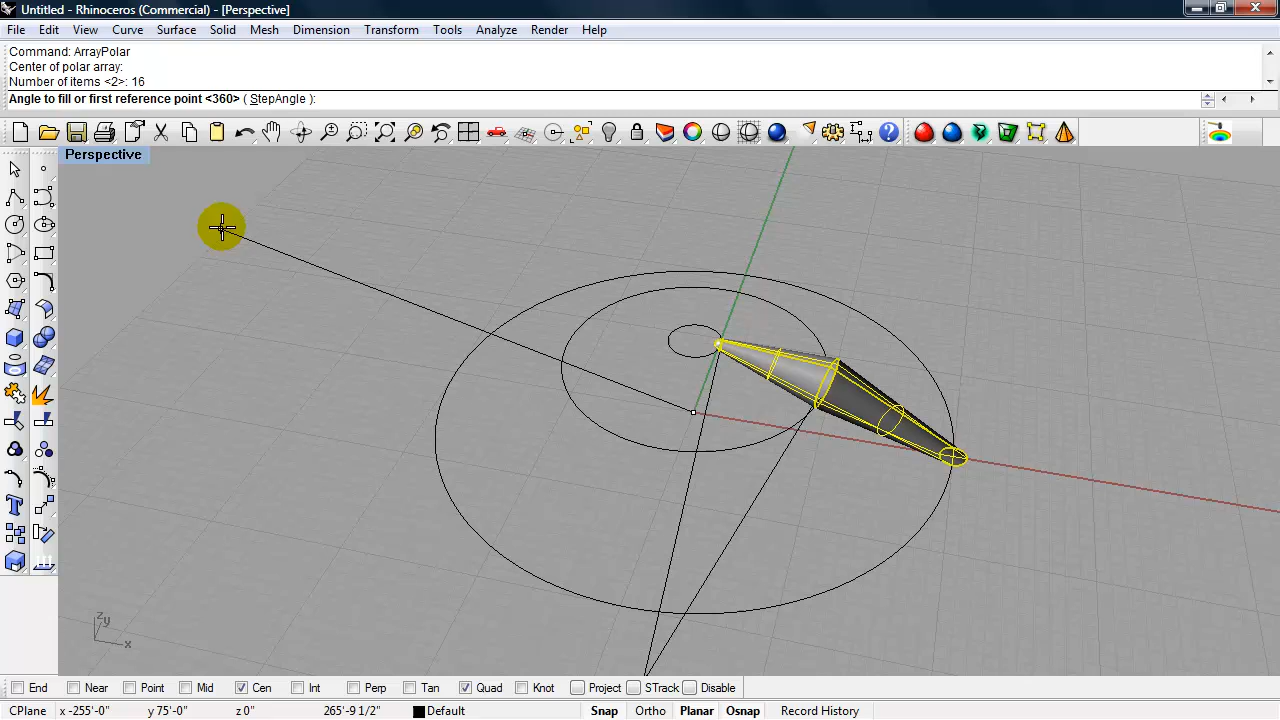 Untitled - Rhinoceros (Commercial) - [Perspective]
File Edit View Curve Surface Solid Mesh Dimension Transform Tools Analyze Render Help
Command: ArrayPolar
Center of polar array:
Number of items <2>: 16
Angle to fill or first reference point <360> ( StepAngle ):
Perspective
z y
x
End Near Point Mid Cen Int Perp Tan Quad Knot Project STrack Disable
CPlane x -255'-0" y 75'-0" z 0" 265'-9 1/2" Default Snap Ortho Planar Osnap Record History